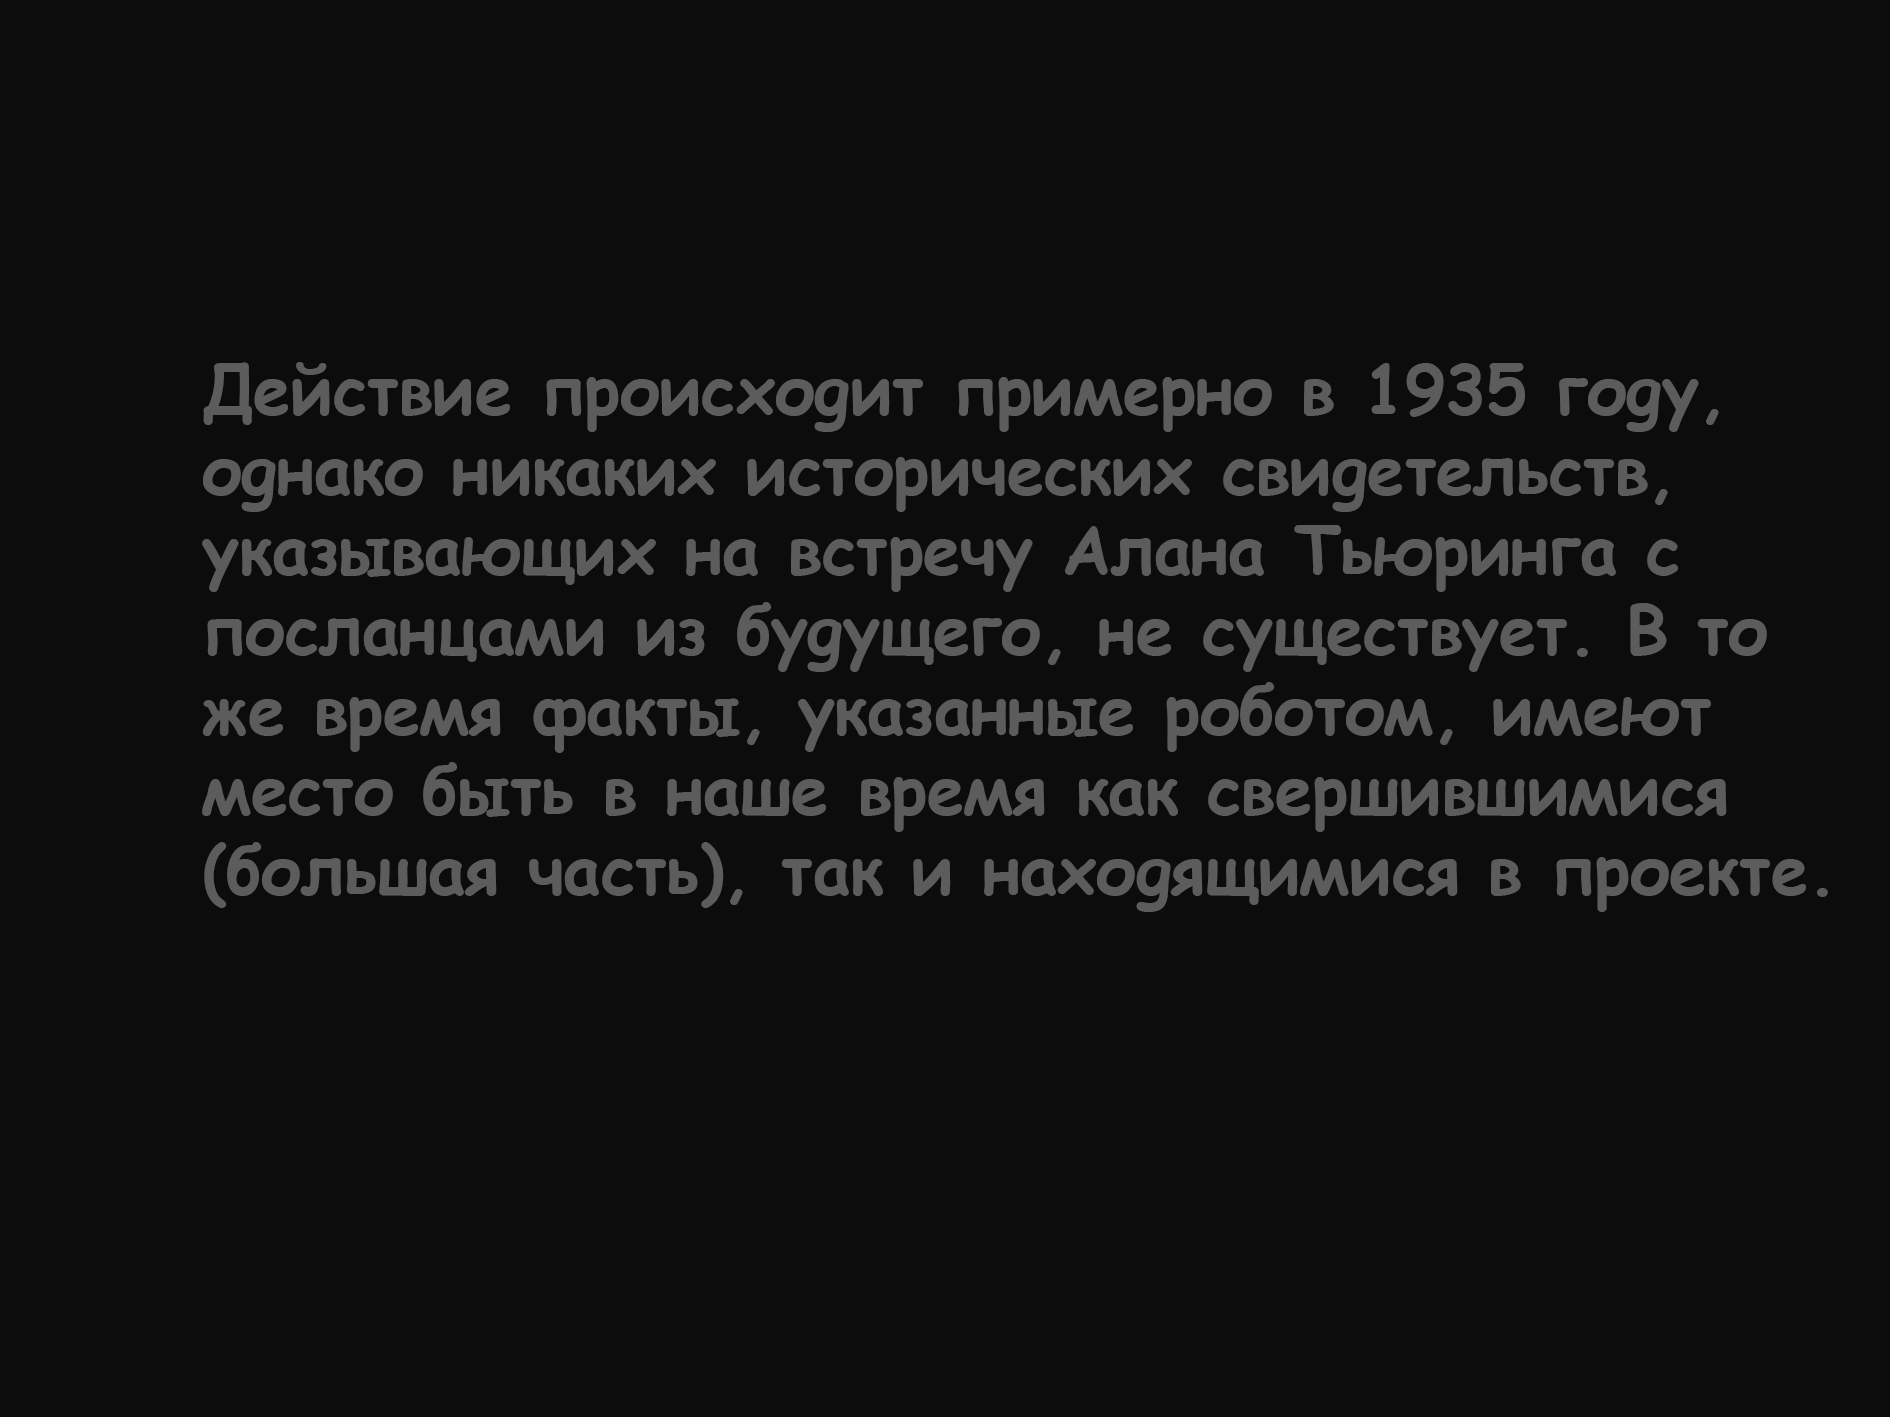 Действие происходит примерно в 1935 году,
однако никаких исторических свидетельств,
указывающих на встречу Алана Тьюринга с
посланцами из будущего, не существует. В то
же время факты, указанные роботом, имеют
место быть в наше время как свершившимися
(большая часть), так и находящимися в проекте.